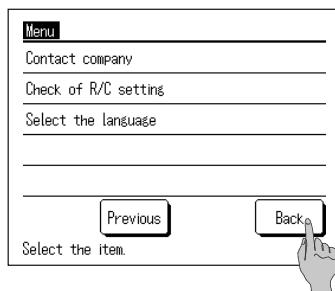 Menu
Contact company
Check of R/C setting
Select the language
Previous Back
Select the item.